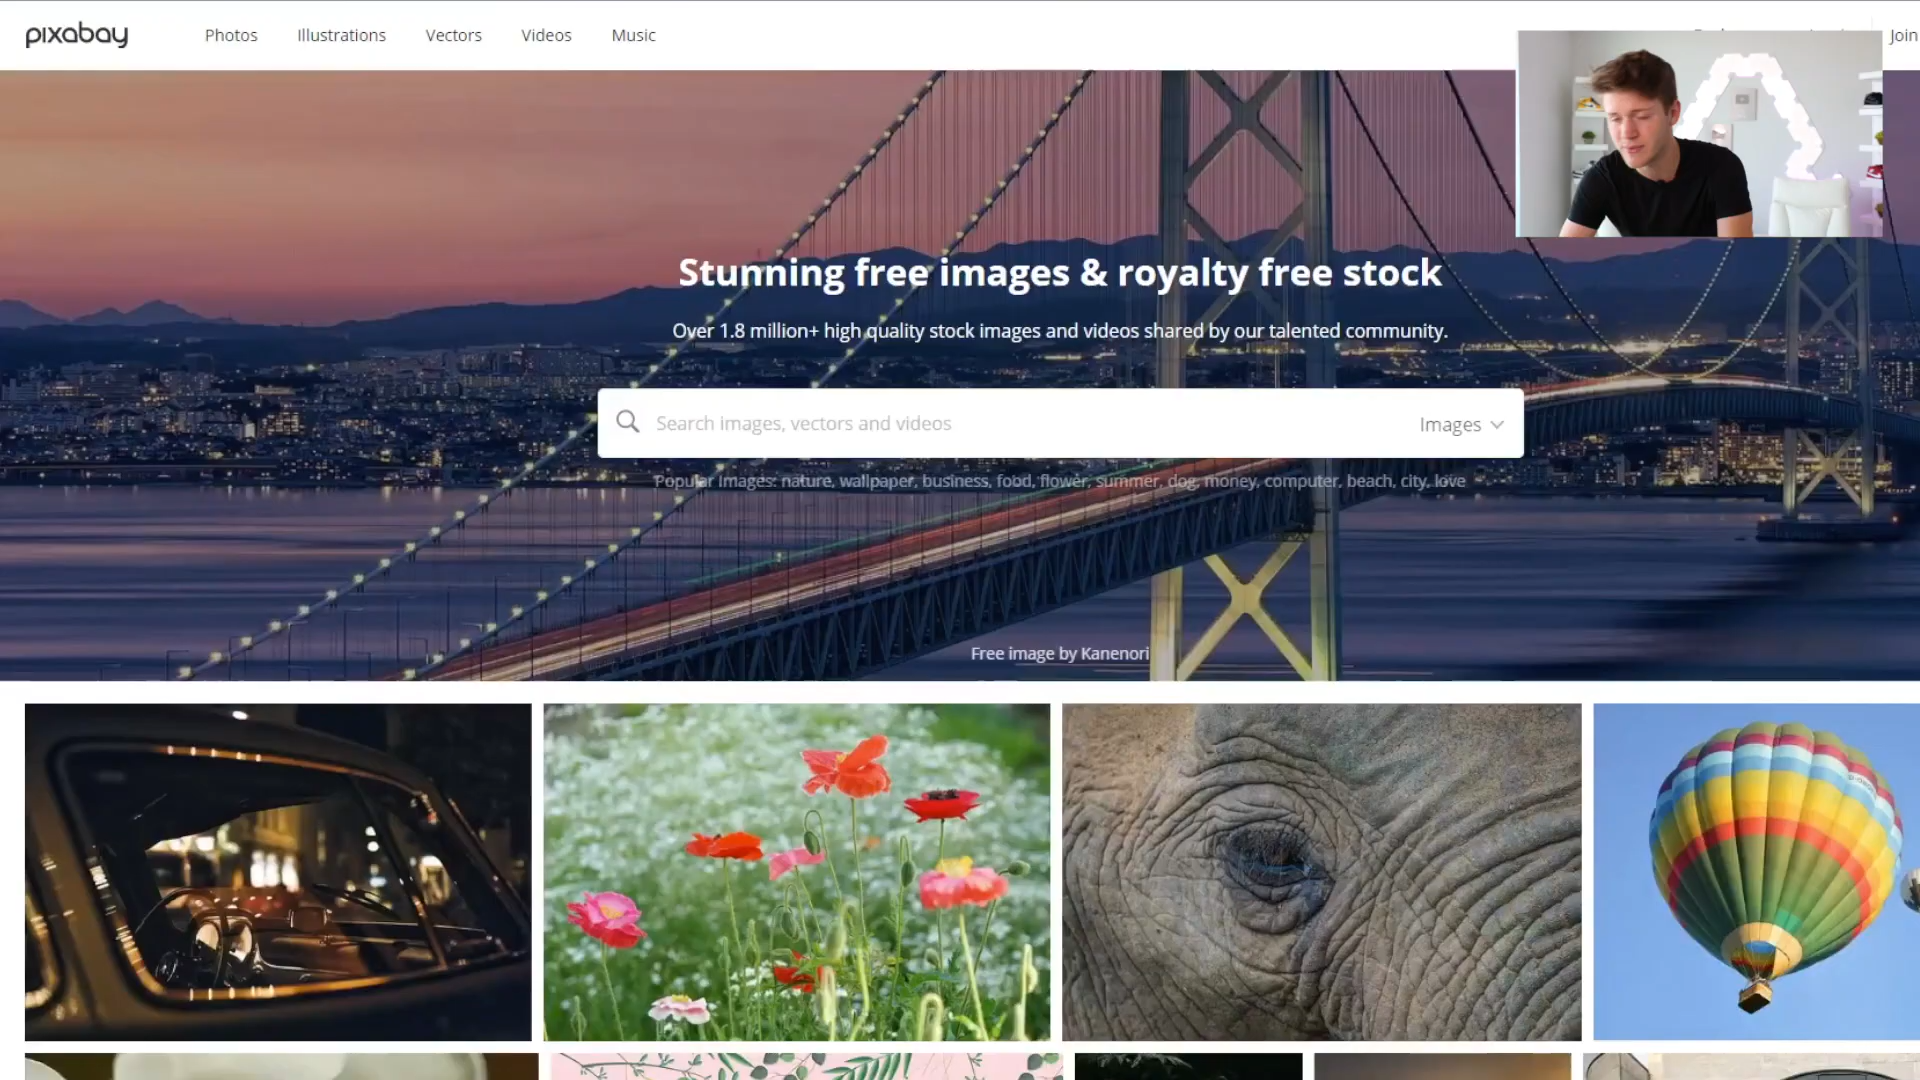 pixabay
Photos
Illustrations
Vectors
Videos
Music
Join
Stunning free images & royalty free stock
Over 1.8 million+ high quality stock images and videos shared by our talented community.
Search images, vectors and videos
Images
Popular Images: nature, wallpaper, business, food, flower, summer, dog, money, computer, beach, city, love
Free image by Kanenori